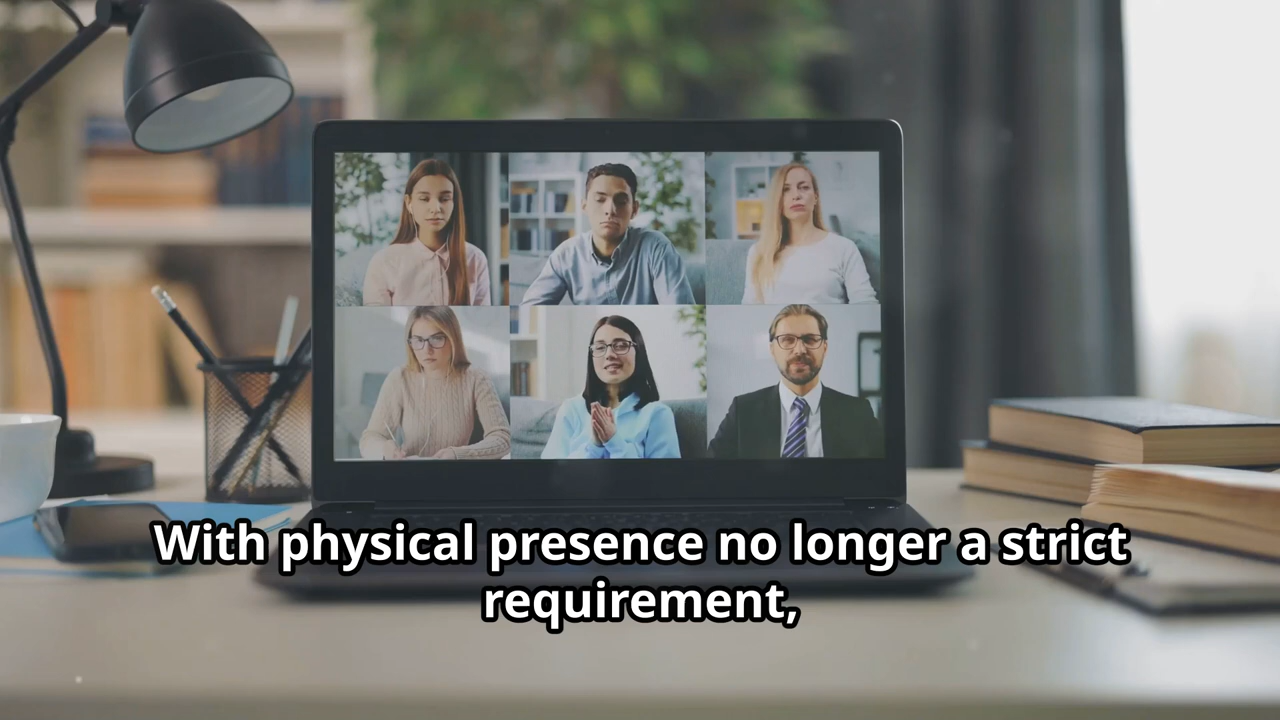 With physical presence no longer a strict
requirement,